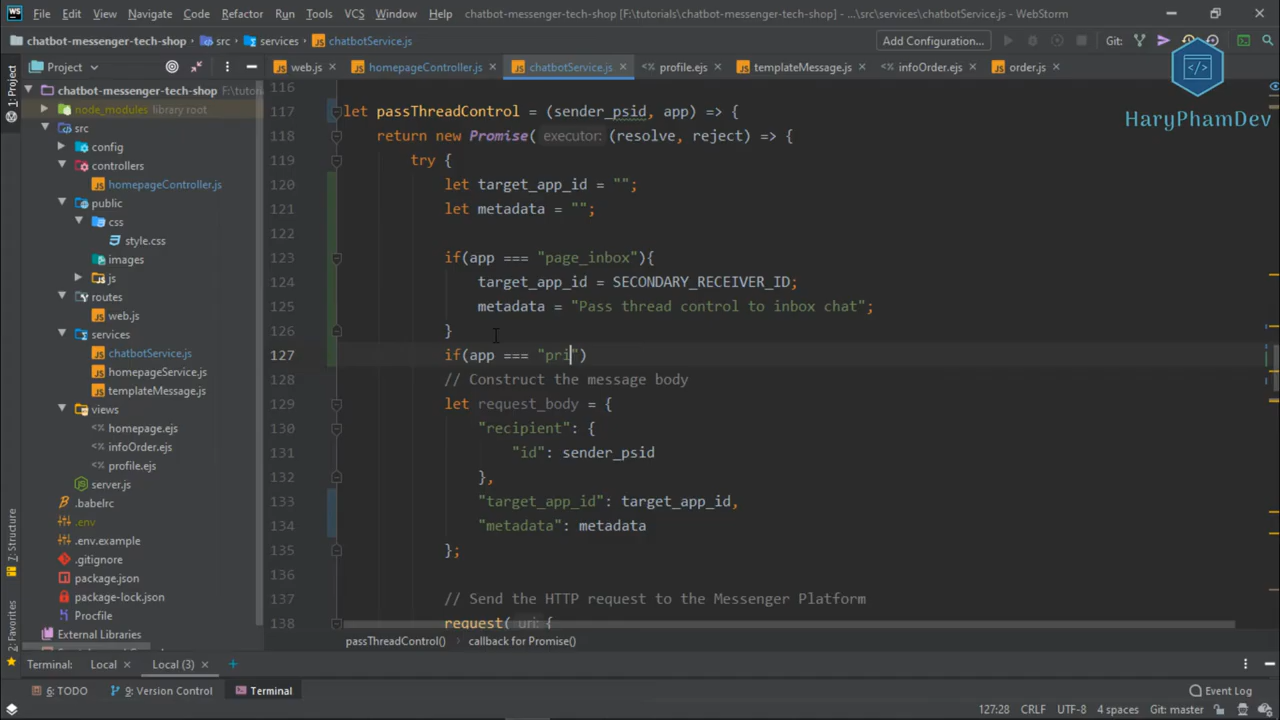 WS File Edit View Navigate Code Refactor Run Tools VCS Window Help chatbot-messenger-tech-shop [F:\tutorials\chatbot-messenger-tech-shop] - ...\src\services\chatbotService.js - WebStorm
chatbot-messenger-tech-shop src services chatbotService.js Add Configuration... Git:
Project web.js homepageController.js chatbotService.js profile.ejs templateMessage.js infoOrder.ejs order.js
HaryPhamDev
1: Project
7: Structure
2: Favorites
chatbot-messenger-tech-shop F:\tutoria
node_modules library root
src
config
controllers
homepageController.js
public
css
style.css
images
js
routes
web.js
services
chatbotService.js
homepageService.js
templateMessage.js
views
homepage.ejs
infoOrder.ejs
profile.ejs
server.js
.babelrc
.env
.env.example
.gitignore
package.json
package-lock.json
Procfile
External Libraries
116
117 let passThreadControl = (sender_psid, app) => {
118 return new Promise( executor: (resolve, reject) => {
119 try {
120 let target_app_id = "";
121 let metadata = "";
122
123 if(app === "page_inbox"){
124 target_app_id = SECONDARY_RECEIVER_ID;
125 metadata = "Pass thread control to inbox chat";
126 }
127 if(app === "pri")
128 // Construct the message body
129 let request_body = {
130 "recipient": {
131 "id": sender_psid
132 },
133 "target_app_id": target_app_id,
134 "metadata": metadata
135 };
136
137 // Send the HTTP request to the Messenger Platform
138 request( uri: {
passThreadControl() callback for Promise()
Terminal: Local Local (3) +
6: TODO 9: Version Control Terminal Event Log
127:28 CRLF UTF-8 4 spaces Git: master